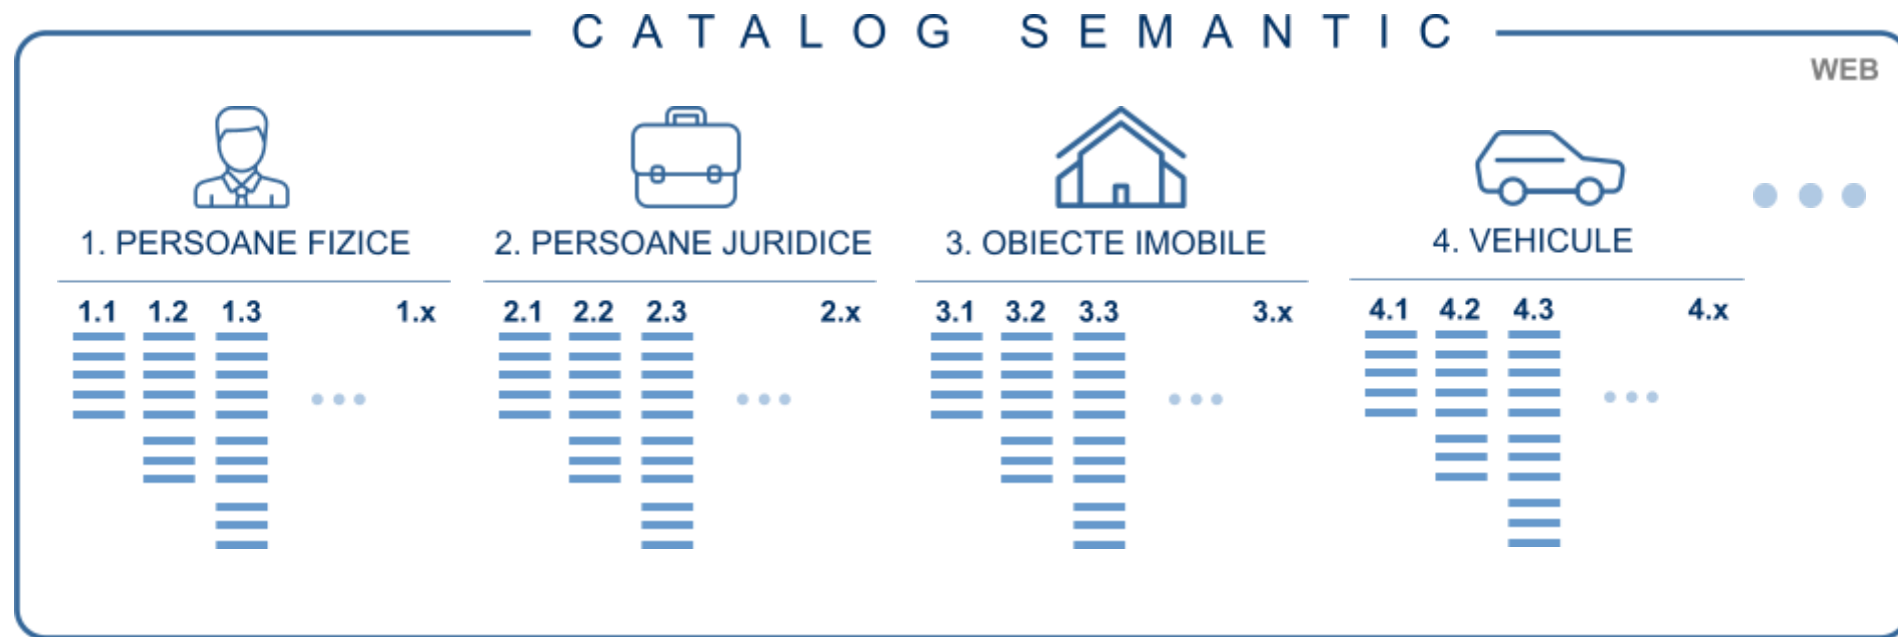 CATALOG SEMANTIC
WEB
1. PERSOANE FIZICE
2. PERSOANE JURIDICE
3. OBIECTE IMOBILE
4. VEHICULE
1.1 1.2 1.3 1.x
2.1 2.2 2.3 2.x
3.1 3.2 3.3 3.x
4.1 4.2 4.3 4.x